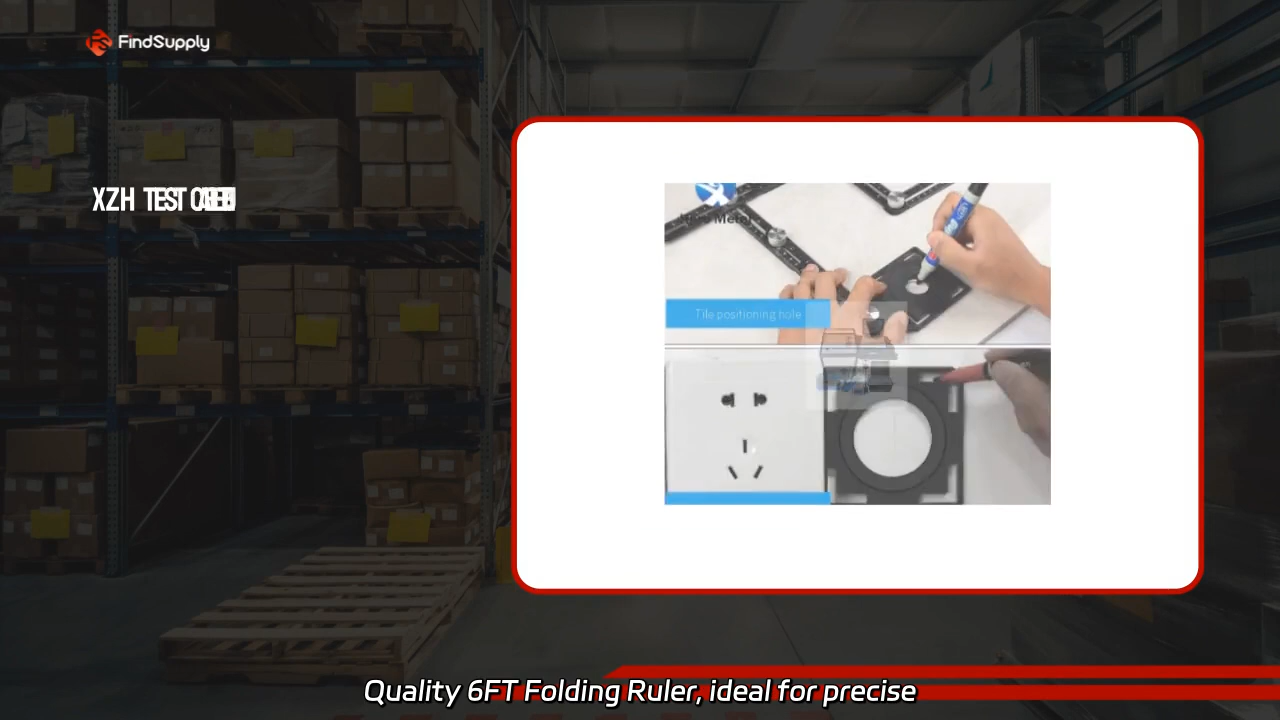 FindSupply
XZH TEST
Tile positioning hole
Quality 6FT Folding Ruler, ideal for precise